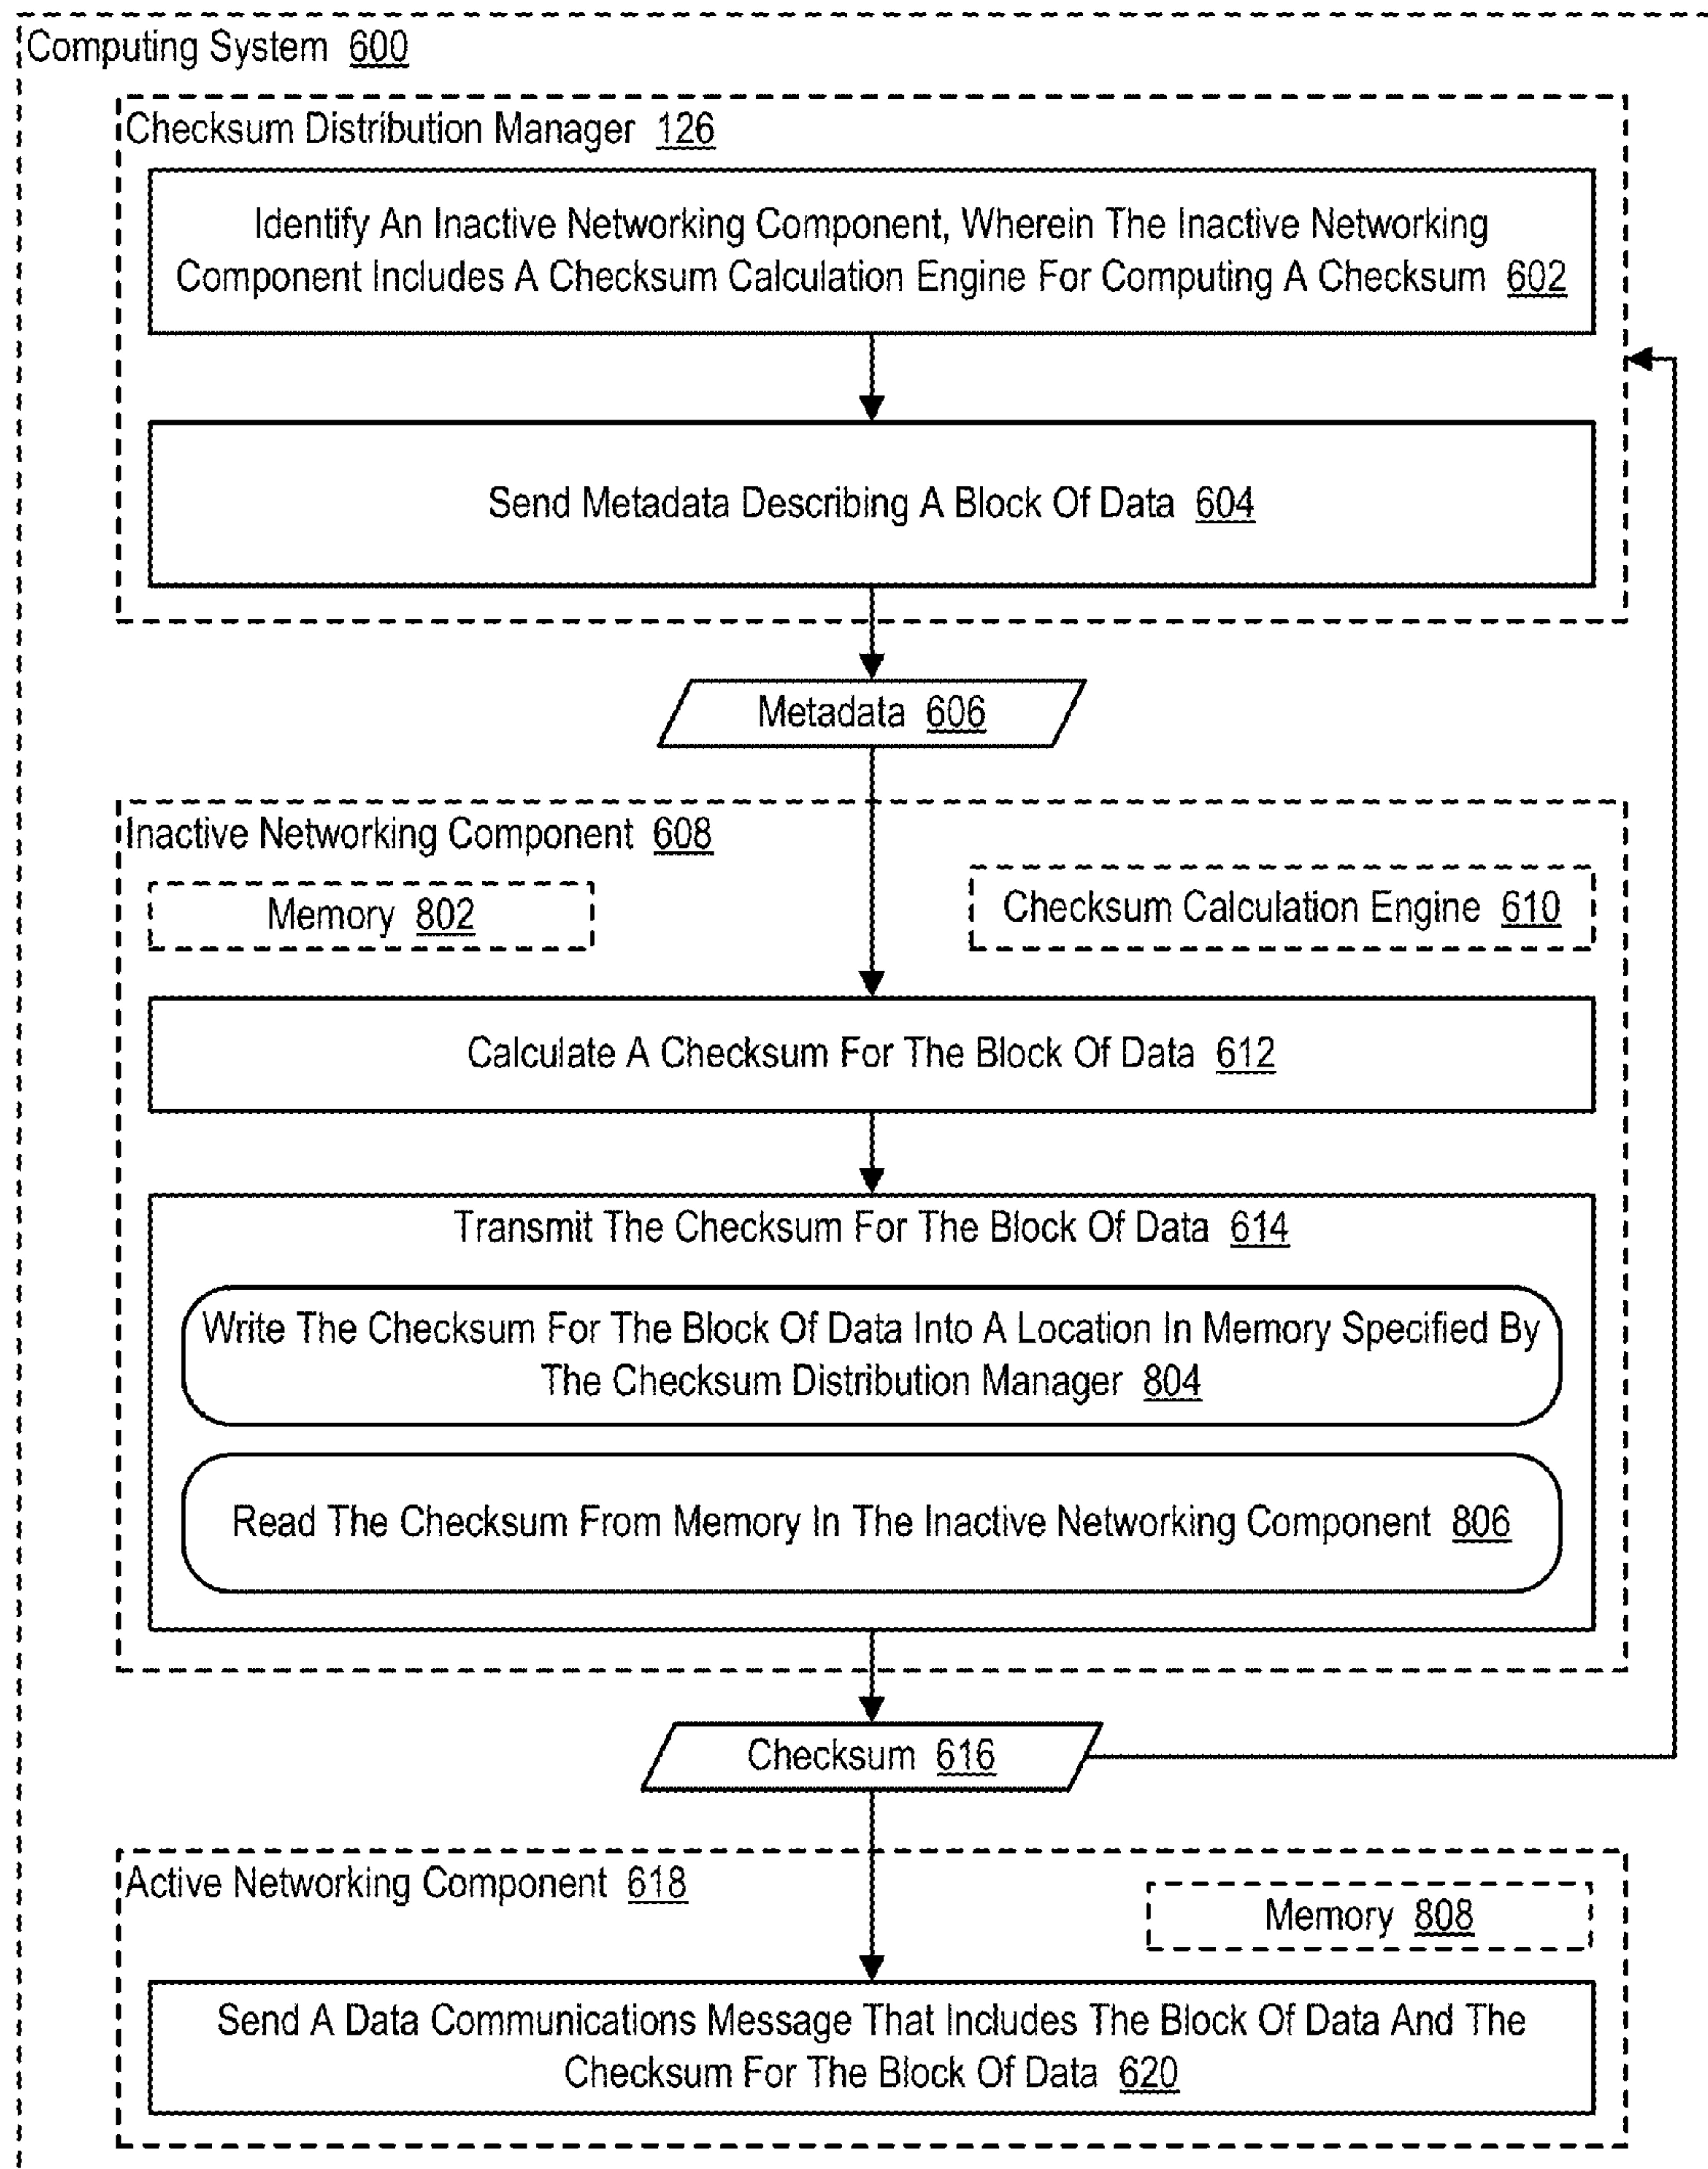 Computing System 600
Checksum Distribution Manager 126
Identify An Inactive Networking Component, Wherein The Inactive Networking
Component Includes A Checksum Calculation Engine For Computing A Checksum 602
Send Metadata Describing A Block Of Data 604
Metadata 606
Inactive Networking Component 608
Memory 802
Checksum Calculation Engine 610
Calculate A Checksum For The Block Of Data 612
Transmit The Checksum For The Block Of Data 614
Write The Checksum For The Block Of Data Into A Location In Memory Specified By
The Checksum Distribution Manager 804
Read The Checksum From Memory In The Inactive Networking Component 806
Checksum 616
Active Networking Component 618
Memory 808
Send A Data Communications Message That Includes The Block Of Data And The
Checksum For The Block Of Data 620